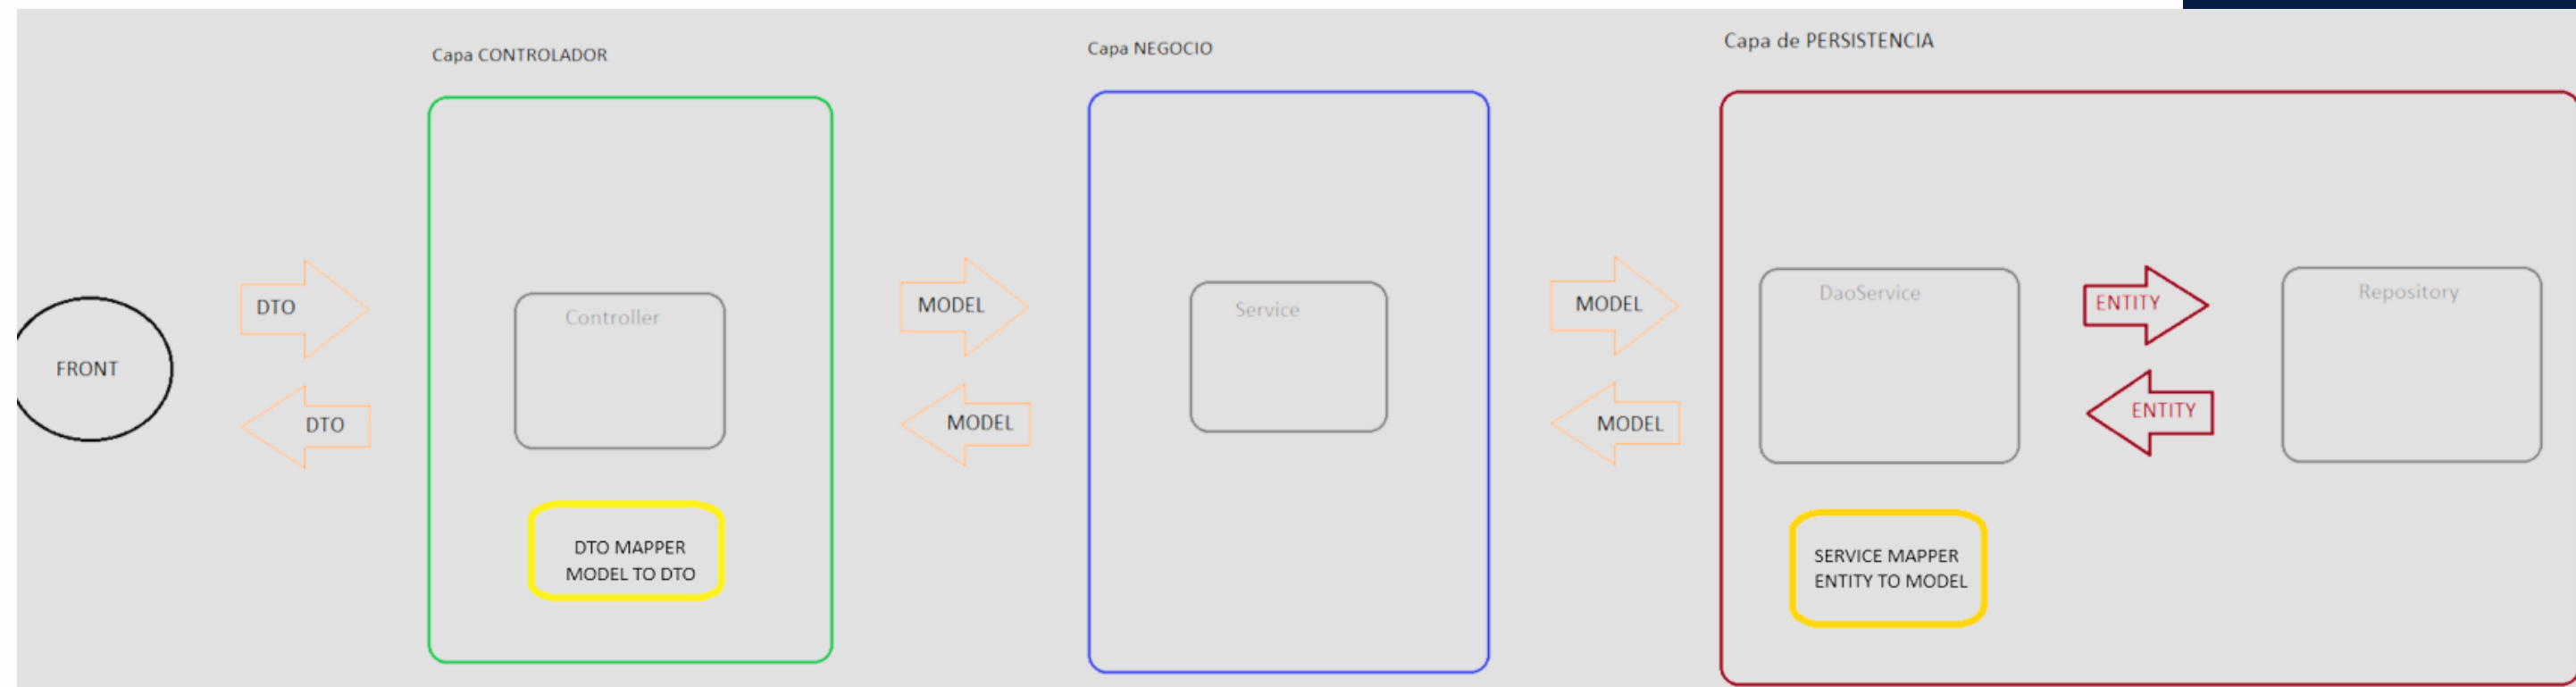 Capa CONTROLADOR
Capa NEGOCIO
Capa de PERSISTENCIA
FRONT
DTO
DTO
Controller
DTO MAPPER
MODEL TO DTO
MODEL
MODEL
Service
MODEL
MODEL
DaoService
SERVICE MAPPER
ENTITY TO MODEL
ENTITY
ENTITY
Repository